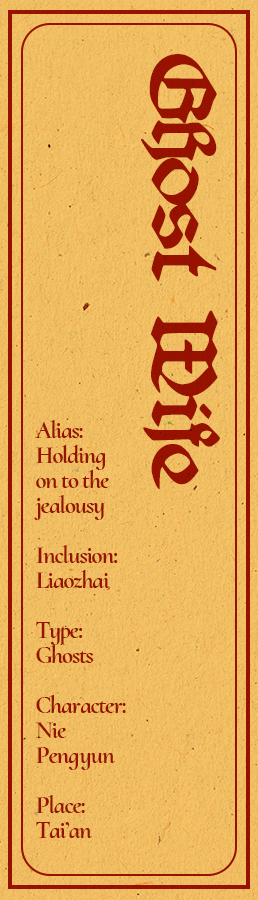 Ghost Wife
Alias:
Holding
on to the
jealousy
Inclusion:
Liaozhai
Type:
Ghosts
Character:
Nie
Pengyun
Place:
Tai'an